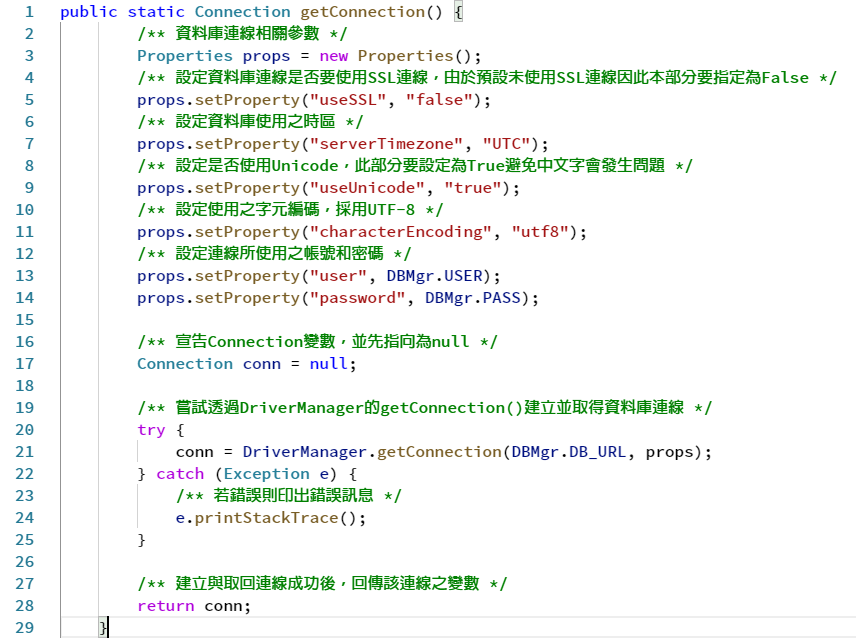 1 public static Connection getConnection() {
2 /** 資料庫連線相關參數 */
3 Properties props = new Properties();
4 /** 設定資料庫連線是否要使用SSL連線，由於預設未使用SSL連線因此本部分要指定為False */
5 props.setProperty("useSSL", "false");
6 /** 設定資料庫使用之時區 */
7 props.setProperty("serverTimezone", "UTC");
8 /** 設定是否使用Unicode，此部分要設定為True避免中文字會發生問題 */
9 props.setProperty("useUnicode", "true");
10 /** 設定使用之字元編碼，採用UTF-8 */
11 props.setProperty("characterEncoding", "utf8");
12 /** 設定連線所使用之帳號和密碼 */
13 props.setProperty("user", DBMgr.USER);
14 props.setProperty("password", DBMgr.PASS);
15
16 /** 宣告Connection變數，並先指向為null */
17 Connection conn = null;
18
19 /** 嘗試透過DriverManager的getConnection()建立並取得資料庫連線 */
20 try {
21 conn = DriverManager.getConnection(DBMgr.DB_URL, props);
22 } catch (Exception e) {
23 /** 若錯誤則印出錯誤訊息 */
24 e.printStackTrace();
25 }
26
27 /** 建立與取回連線成功後，回傳該連線之變數 */
28 return conn;
29 }